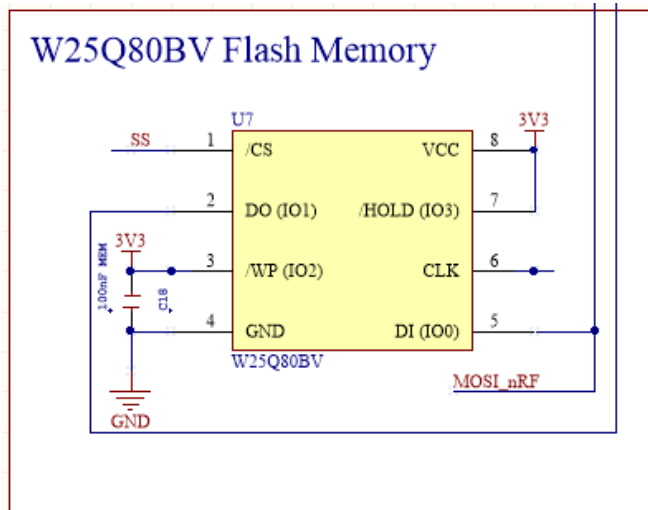 W25Q80BV Flash Memory
U7
SS 1 /CS VCC 8 3V3
2 DO (IO1) /HOLD (IO3) 7
3V3 3 /WP (IO2) CLK 6
100nF MEM C18
4 GND DI (IO0) 5
W25Q80BV
MOSI_nRF
GND